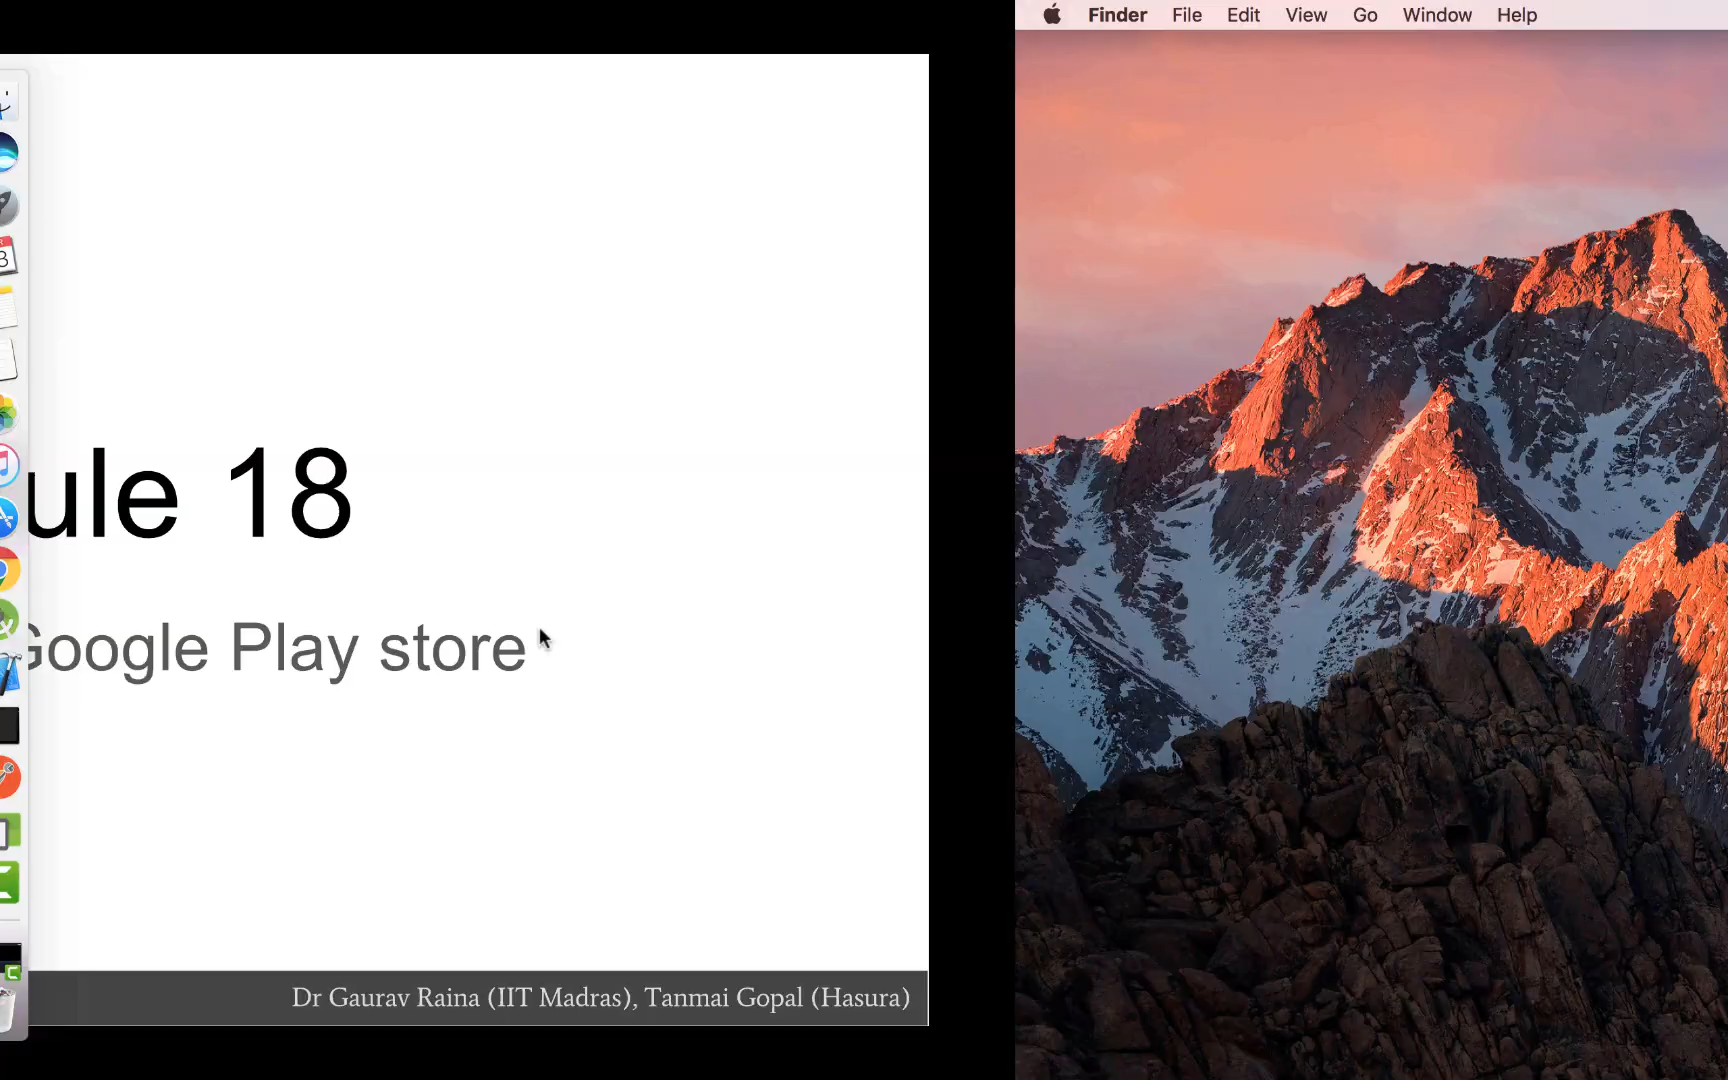 Finder File Edit View Go Window Help
ule 18
Google Play store
Dr Gaurav Raina (IIT Madras), Tanmai Gopal (Hasura)